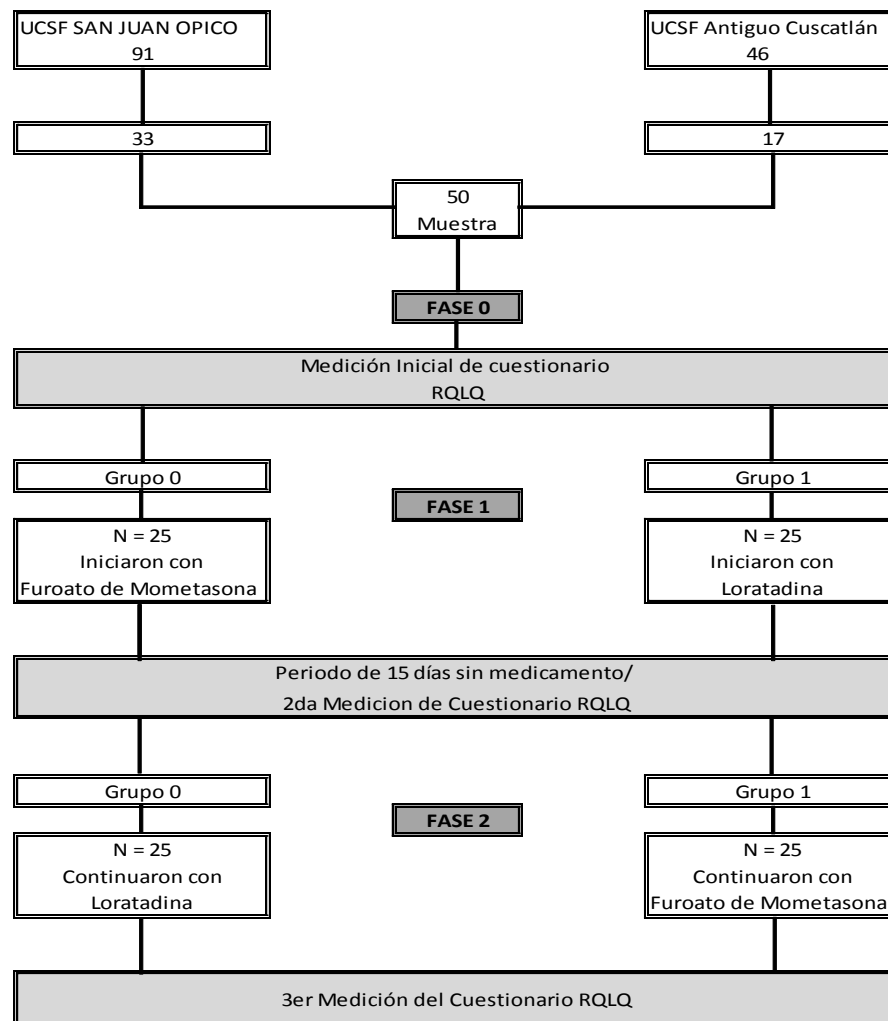 UCSF SAN JUAN OPICO
91
UCSF Antiguo Cuscatlán
46
33
17
50
Muestra
FASE 0
Medición Inicial de cuestionario
RQLQ
Grupo 0
Grupo 1
FASE 1
N = 25
Iniciaron con
Furoato de Mometasona
N = 25
Iniciaron con
Loratadina
Periodo de 15 días sin medicamento/
2da Medicion de Cuestionario RQLQ
Grupo 0
Grupo 1
FASE 2
N = 25
Continuaron con
Loratadina
N = 25
Continuaron con
Furoato de Mometasona
3er Medición del Cuestionario RQLQ